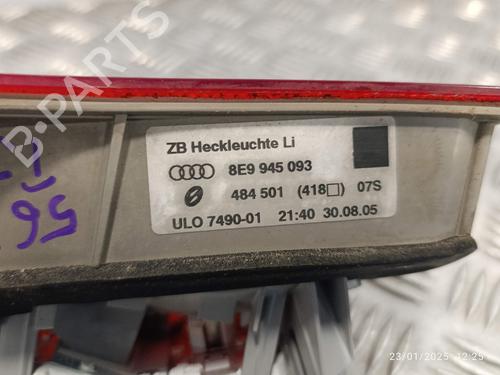 ZB Heckleuchte Li
8E9 945 093
484 501 (418□) 07S
ULO 7490-01 21:40 30.08.05
56
23/01/2025 12:25